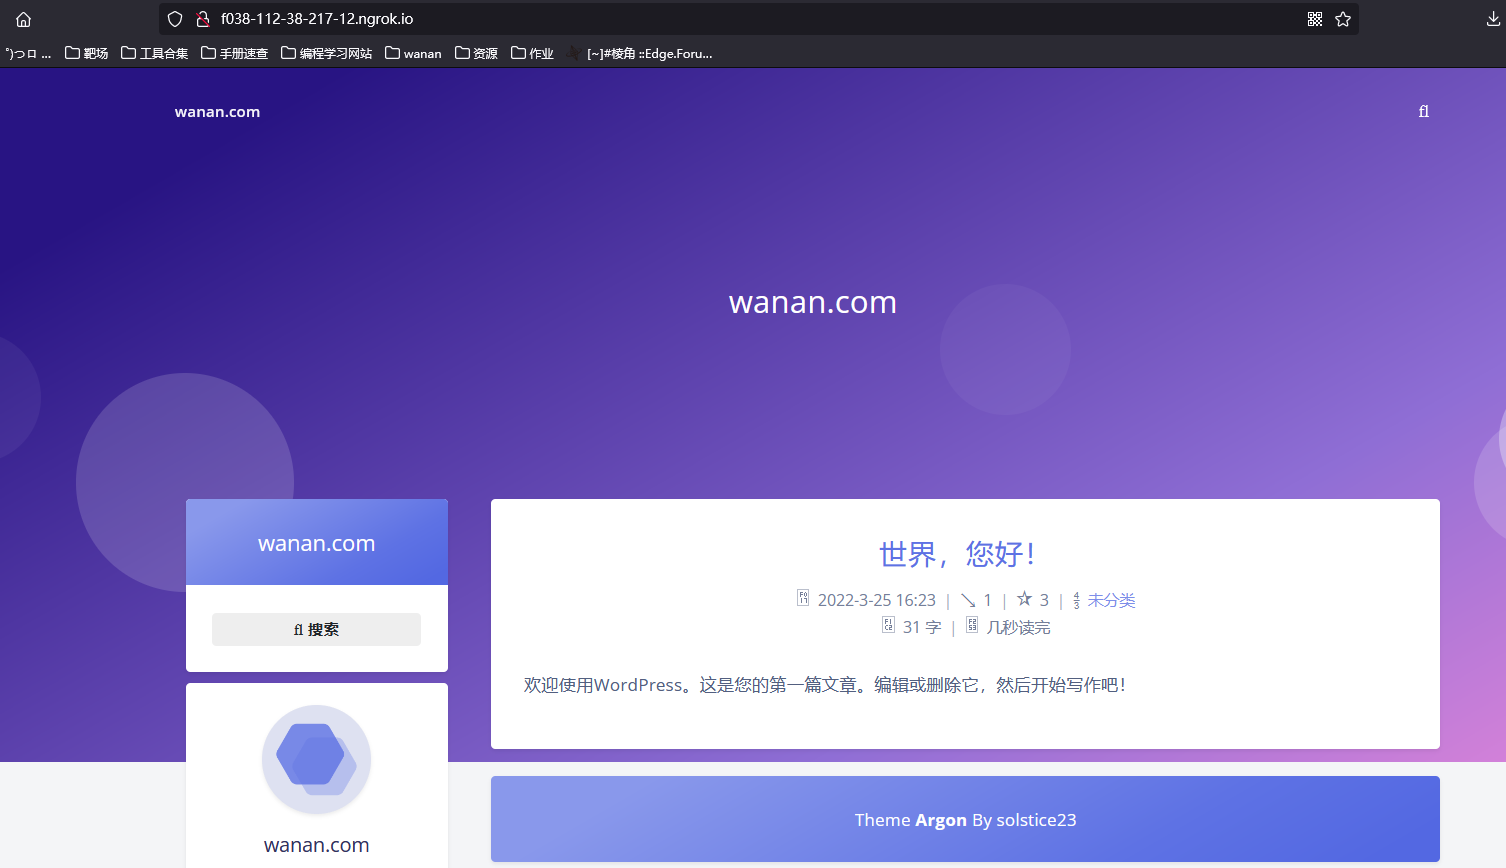 f038-112-38-217-12.ngrok.io
靶场 工具合集 手册速查 编程学习网站 wanan 资源 作业 [~]#棱角 ::Edge.Foru...
wanan.com
wanan.com
wanan.com
搜索
世界，您好！
2022-3-25 16:23 | 1 | 3 | 未分类
31 字 | 几秒读完
欢迎使用WordPress。这是您的第一篇文章。编辑或删除它，然后开始写作吧！
wanan.com
Theme Argon By solstice23